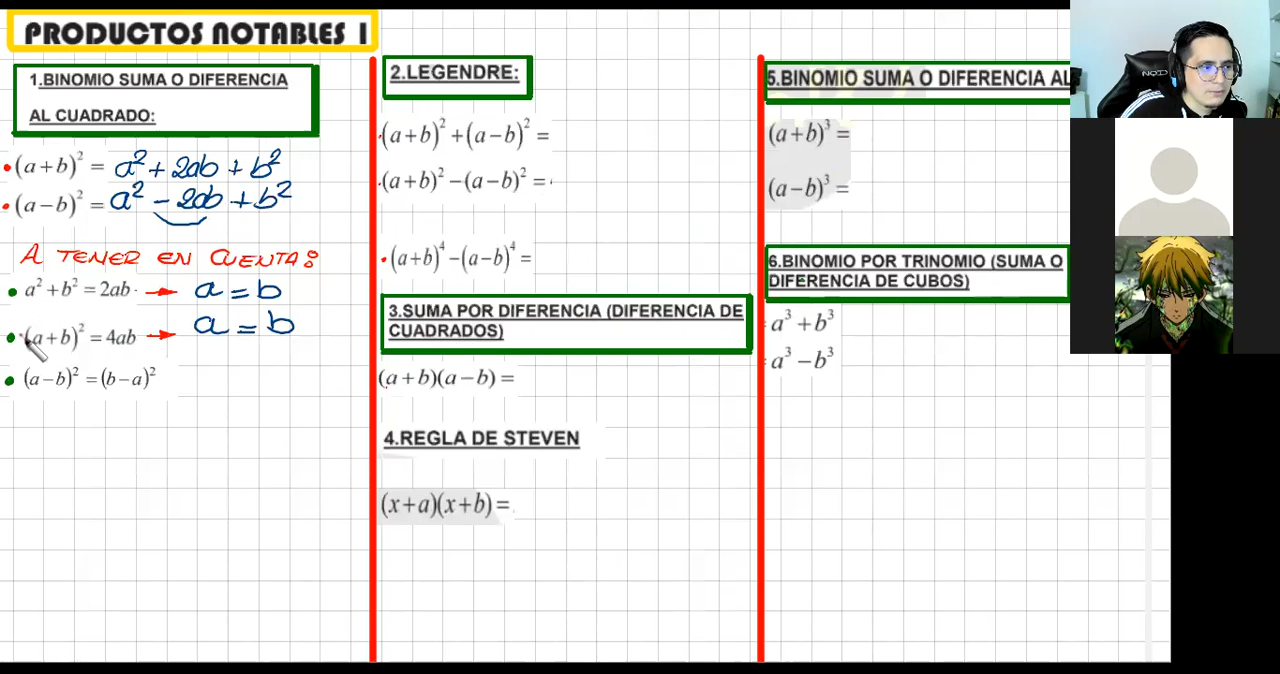 PRODUCTOS NOTABLES 1
1.BINOMIO SUMA O DIFERENCIA
AL CUADRADO:
(a+b)² = a² + 2ab + b²
(a−b)² = a² − 2ab + b²
A TENER EN CUENTA:
a² + b² = 2ab → a = b
(a+b)² = 4ab → a = b
(a−b)² = (b−a)²
2.LEGENDRE:
(a+b)² + (a−b)² =
(a+b)² − (a−b)² =
(a+b)⁴ − (a−b)⁴ =
3.SUMA POR DIFERENCIA (DIFERENCIA DE
CUADRADOS)
(a+b)(a−b) =
4.REGLA DE STEVEN
(x+a)(x+b) =
5.BINOMIO SUMA O DIFERENCIA AL
(a+b)³ =
(a−b)³ =
6.BINOMIO POR TRINOMIO (SUMA O
DIFERENCIA DE CUBOS)
= a³ + b³
= a³ − b³